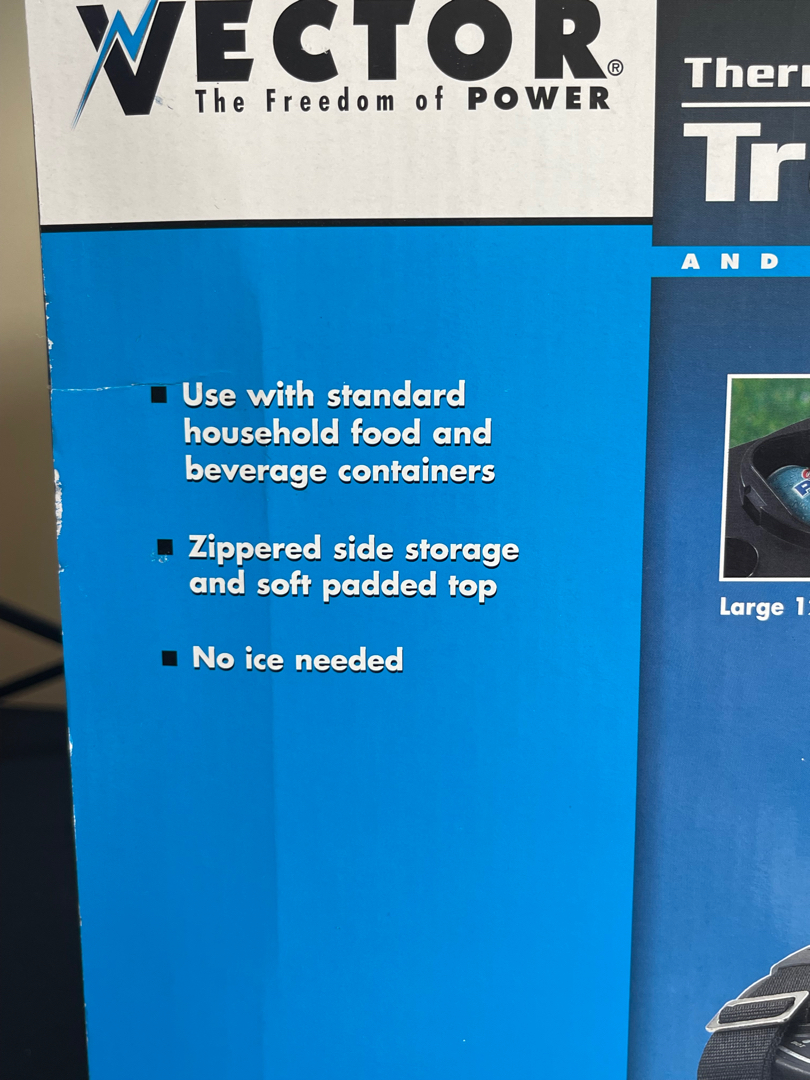 VECTOR®
The Freedom of POWER
Use with standard
household food and
beverage containers
Zippered side storage
and soft padded top
No ice needed
AND
Large